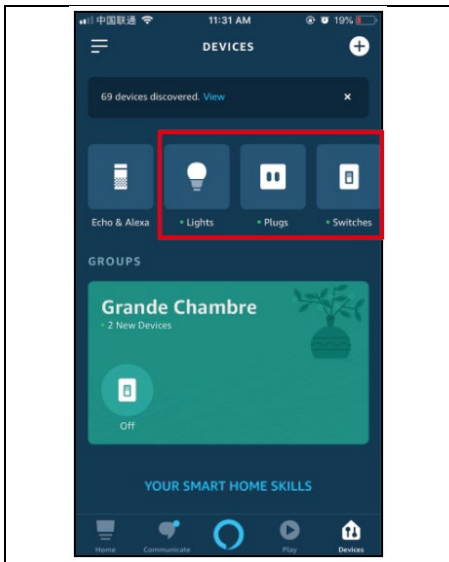 中国联通 11:31 AM 19%
DEVICES
69 devices discovered. View
Echo & Alexa • Lights • Plugs • Switches
GROUPS
Grande Chambre
• 2 New Devices
Off
YOUR SMART HOME SKILLS
Home Communicate Play Devices